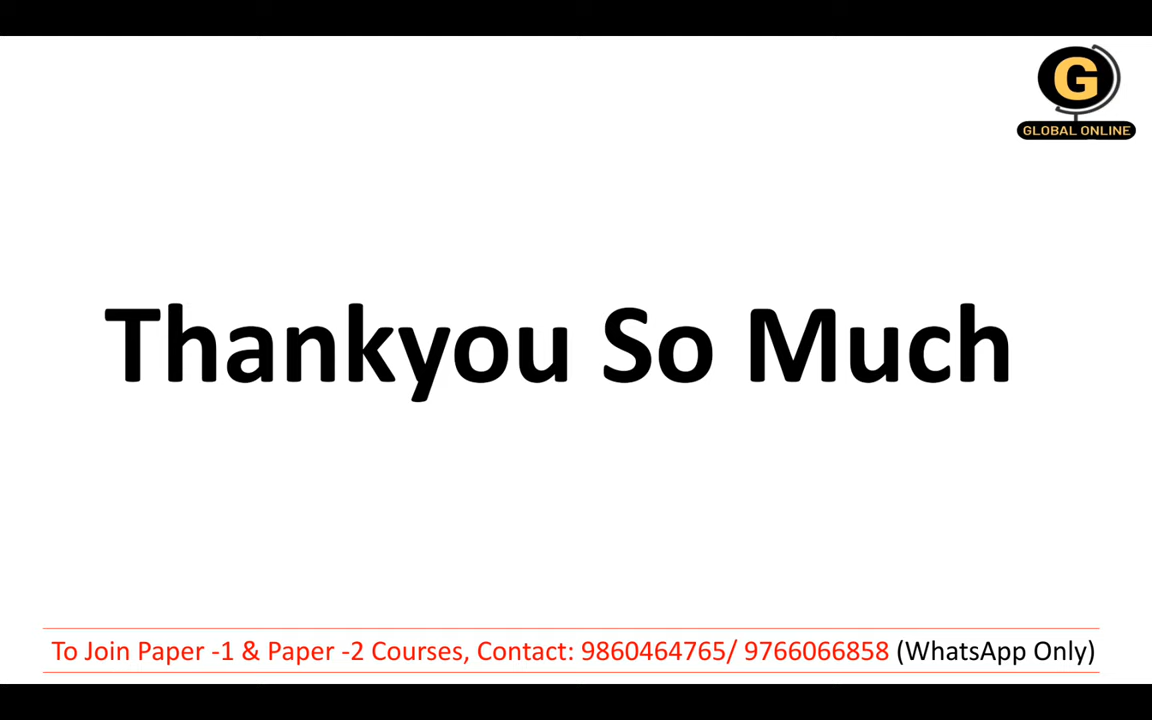 G
GLOBAL ONLINE
Thankyou So Much
To Join Paper -1 & Paper -2 Courses, Contact: 9860464765/ 9766066858 (WhatsApp Only)